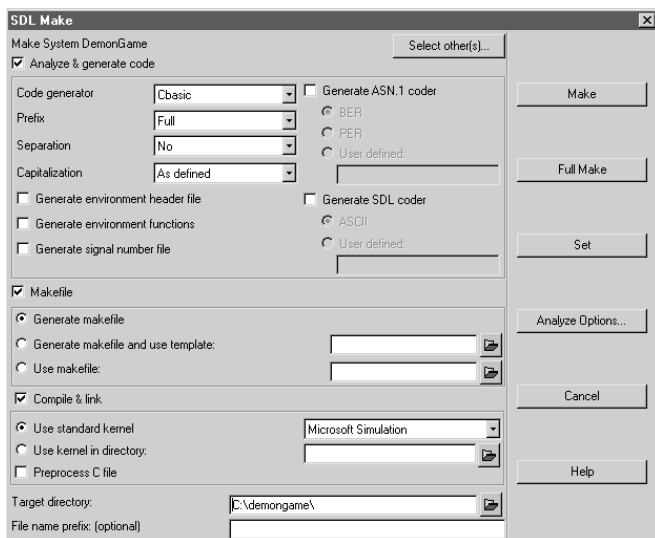 SDL Make
Make System DemonGame
Select other(s)...
Analyze & generate code
Code generator
Cbasic
Generate ASN.1 coder
Make
Prefix
Full
BER
PER
Separation
No
User defined:
Capitalization
As defined
Full Make
Generate environment header file
Generate SDL coder
Generate environment functions
ASCII
Generate signal number file
User defined:
Set
Makefile
Generate makefile
Analyze Options...
Generate makefile and use template:
Use makefile:
Compile & link
Cancel
Use standard kernel
Microsoft Simulation
Use kernel in directory:
Preprocess C file
Help
Target directory:
C:\demongame\
File name prefix: (optional)